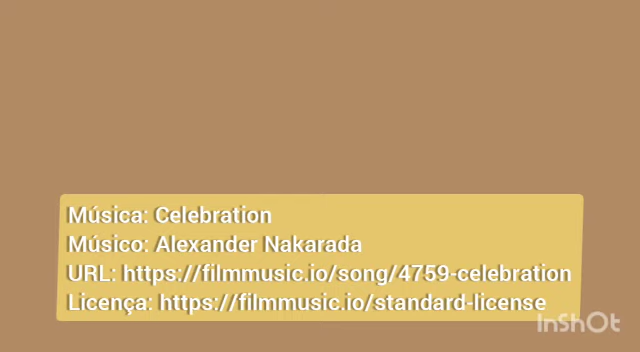 Música: Celebration
Músico: Alexander Nakarada
URL: https://filmmusic.io/song/4759-celebration
Licença: https://filmmusic.io/standard-license
InShOt